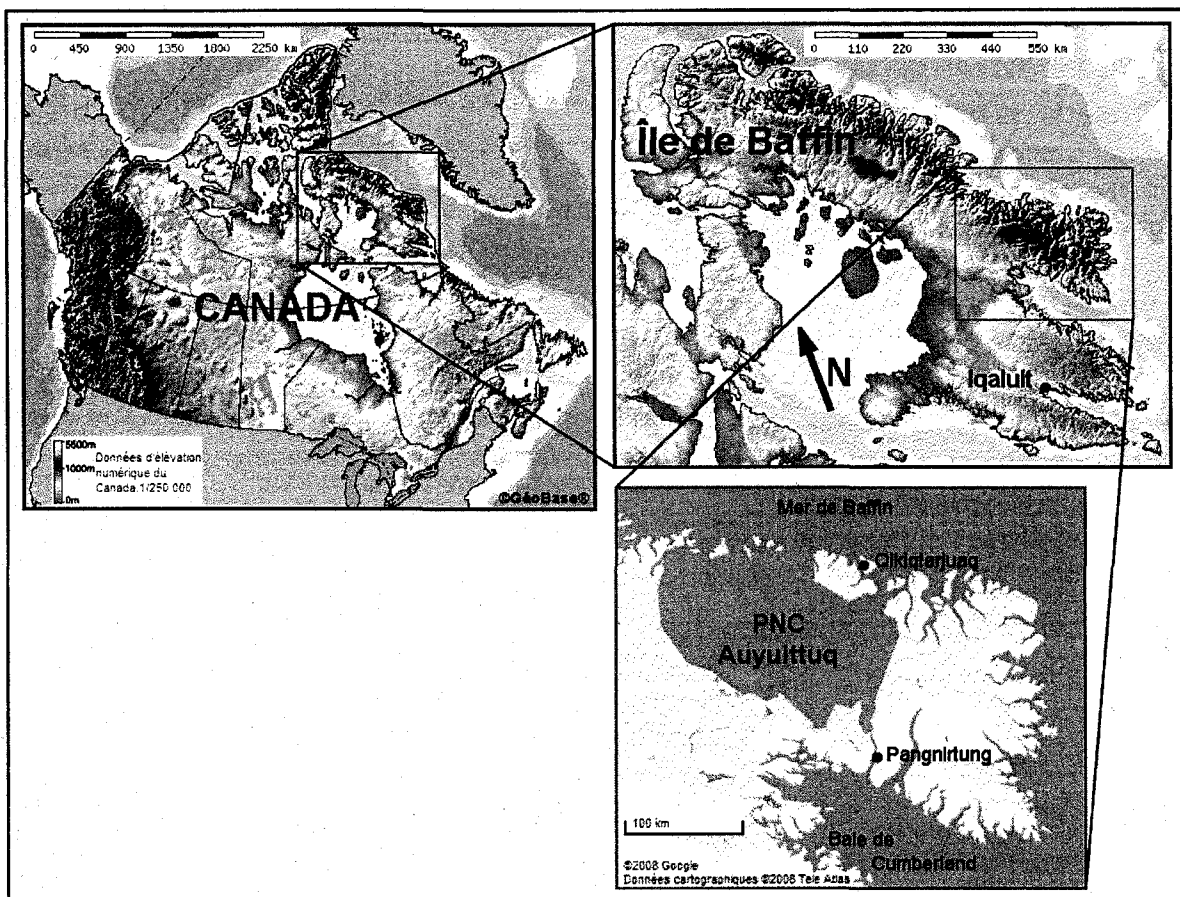 0 450 900 1350 1800 2250 km
CANADA
5500m
1000m
0m
Données d'élévation
numérique du
Canada, 1/250 000
©GéoBase®
0 110 220 330 440 550 km
Île de Baffin
N
Iqaluit
Mer de Baffin
Qikiqtarjuaq
PNC
Auyuittuq
Pangnirtung
100 km
Baie de
Cumberland
©2008 Google
Données cartographiques ©2008 Tele Atlas